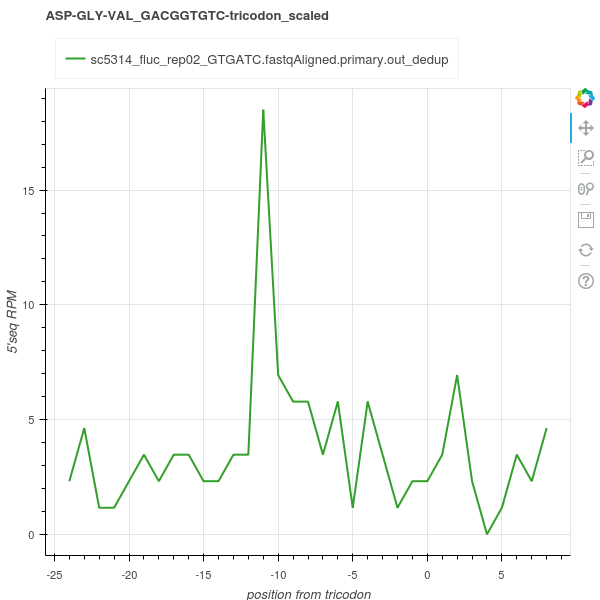 ASP-GLY-VAL_GACGGTGTC-tricodon_scaled
sc5314_fluc_rep02_GTGATC.fastqAligned.primary.out_dedup
15
10
5
0
5'seq RPM
-25 -20 -15 -10 -5 0 5
position from tricodon